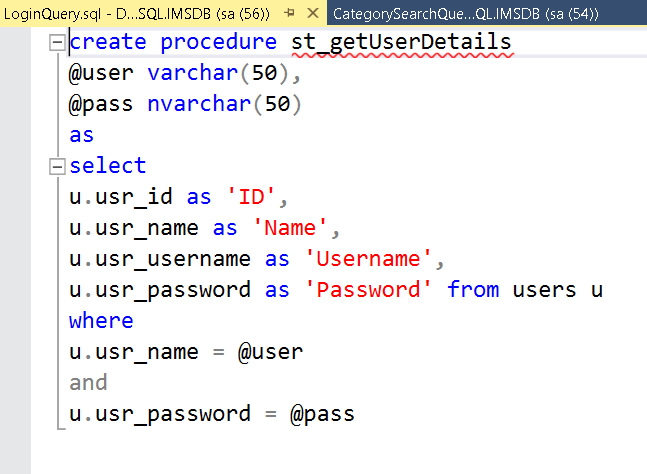 LoginQuery.sql - D...SQL.IMSDB (sa (56)) CategorySearchQue...QL.IMSDB (sa (54))
create procedure st_getUserDetails
@user varchar(50),
@pass nvarchar(50)
as
select
u.usr_id as 'ID',
u.usr_name as 'Name',
u.usr_username as 'Username',
u.usr_password as 'Password' from users u
where
u.usr_name = @user
and
u.usr_password = @pass